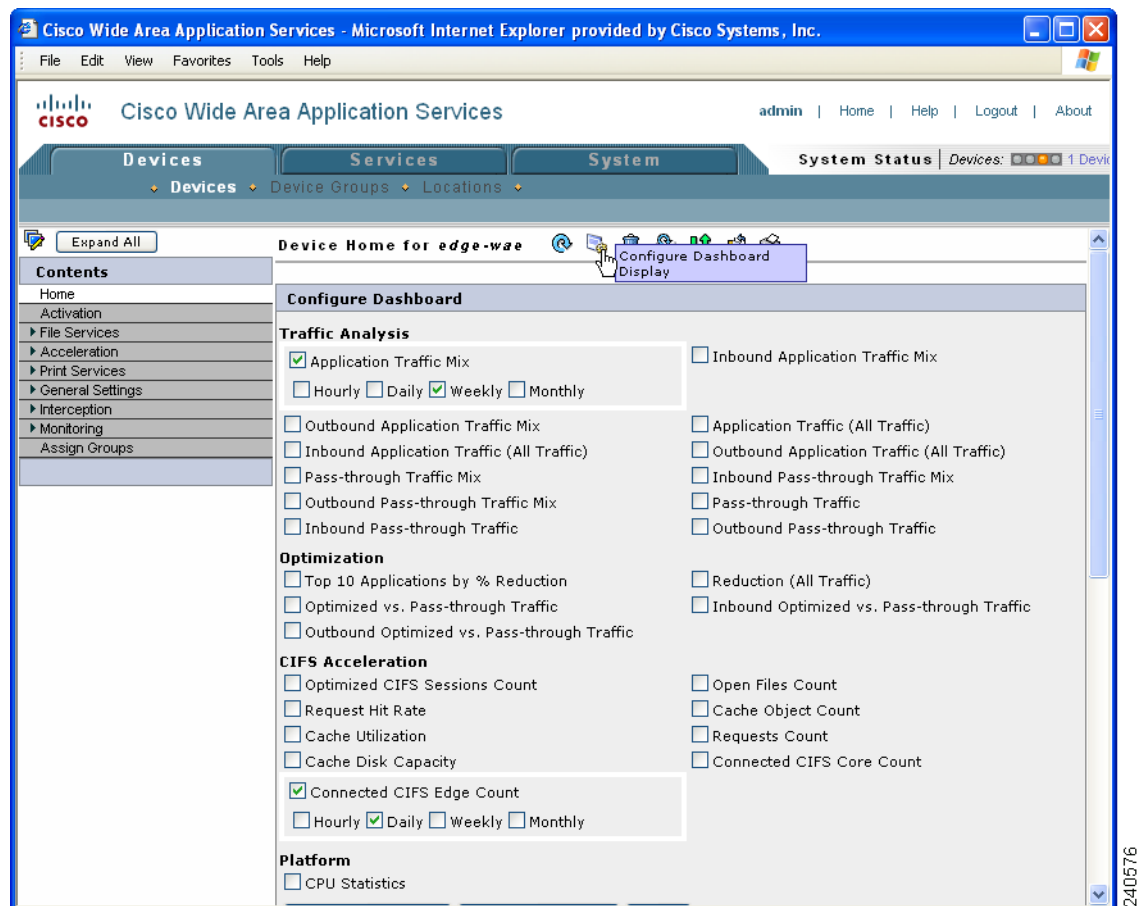 Cisco Wide Area Application Services - Microsoft Internet Explorer provided by Cisco Systems, Inc.
File Edit View Favorites Tools Help
CISCO Cisco Wide Area Application Services admin | Home | Help | Logout | About
Devices Services System System Status Devices: 1 Devic
Devices Device Groups Locations
Expand All
Device Home for edge-wae
Configure Dashboard
Display
Contents
Home
Activation
File Services
Acceleration
Print Services
General Settings
Interception
Monitoring
Assign Groups
Configure Dashboard
Traffic Analysis
Application Traffic Mix Inbound Application Traffic Mix
Hourly Daily Weekly Monthly
Outbound Application Traffic Mix Application Traffic (All Traffic)
Inbound Application Traffic (All Traffic) Outbound Application Traffic (All Traffic)
Pass-through Traffic Mix Inbound Pass-through Traffic Mix
Outbound Pass-through Traffic Mix Pass-through Traffic
Inbound Pass-through Traffic Outbound Pass-through Traffic
Optimization
Top 10 Applications by % Reduction Reduction (All Traffic)
Optimized vs. Pass-through Traffic Inbound Optimized vs. Pass-through Traffic
Outbound Optimized vs. Pass-through Traffic
CIFS Acceleration
Optimized CIFS Sessions Count Open Files Count
Request Hit Rate Cache Object Count
Cache Utilization Requests Count
Cache Disk Capacity Connected CIFS Core Count
Connected CIFS Edge Count
Hourly Daily Weekly Monthly
Platform
CPU Statistics
240576